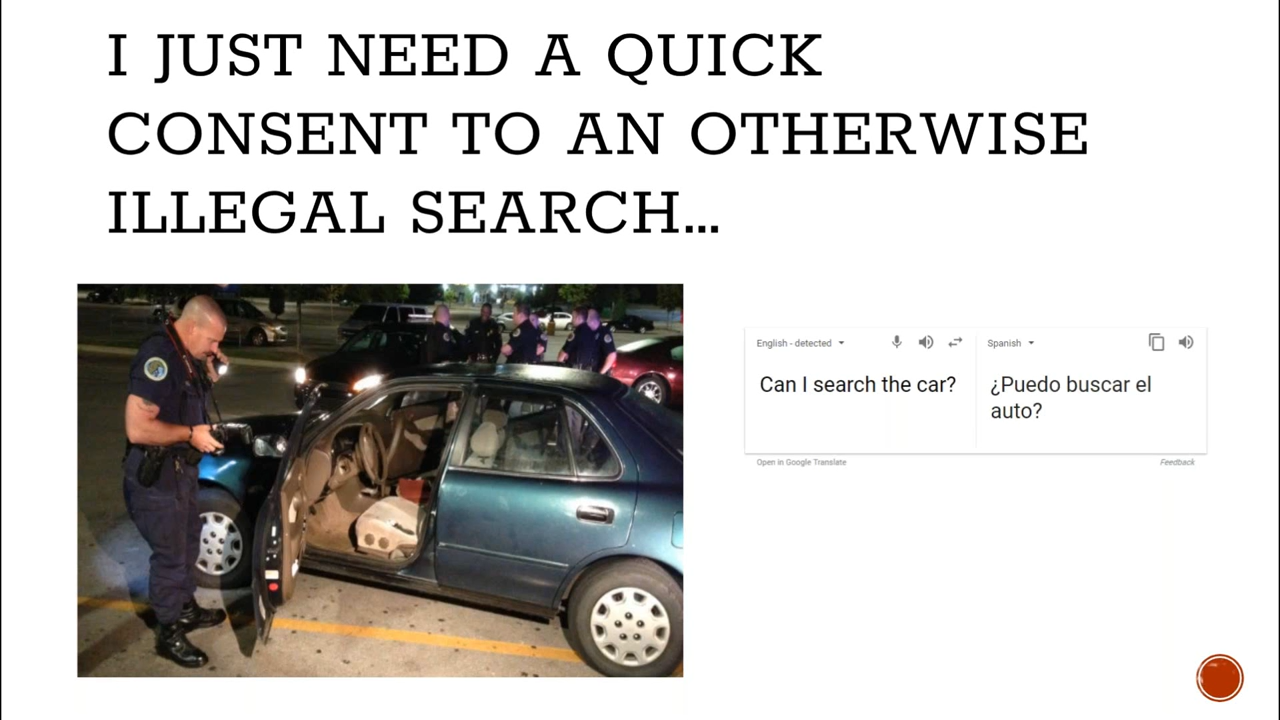 I JUST NEED A QUICK
CONSENT TO AN OTHERWISE
ILLEGAL SEARCH...
English - detected
Spanish
Can I search the car?
¿Puedo buscar el
auto?
Open in Google Translate
Feedback